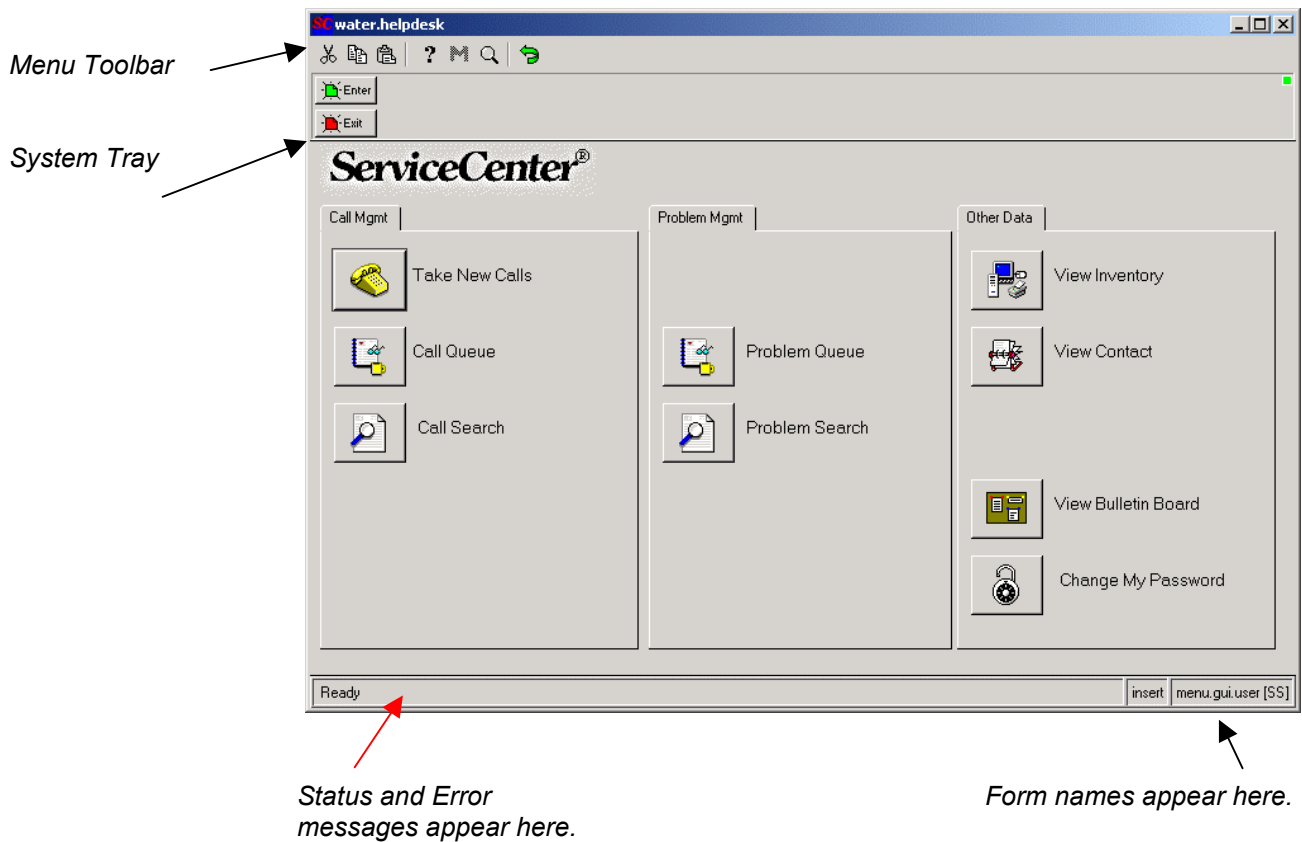 SC water.helpdesk
Menu Toolbar
? M
Enter
Exit
System Tray
ServiceCenter®
Call Mgmt
Take New Calls
Call Queue
Call Search
Problem Mgmt
Problem Queue
Problem Search
Other Data
View Inventory
View Contact
View Bulletin Board
Change My Password
Ready
insert
menu.gui.user [SS]
Status and Error
messages appear here.
Form names appear here.